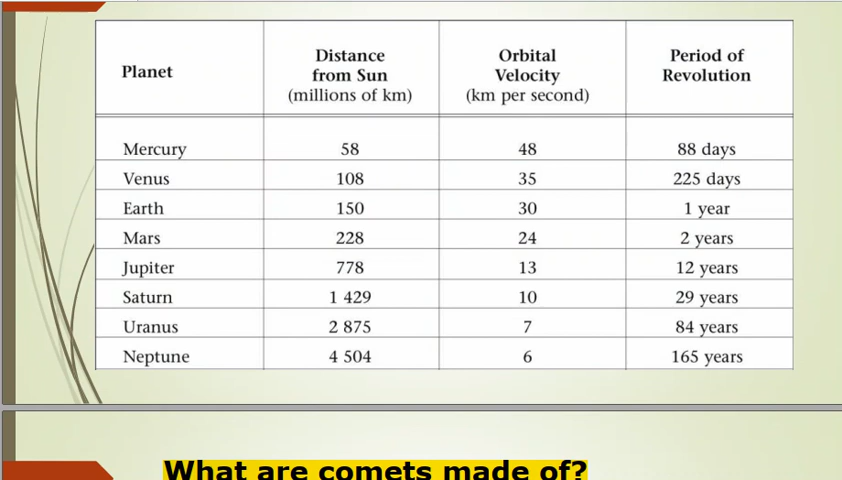 Planet Distance from Sun (millions of km) Orbital Velocity (km per second) Period of Revolution
Mercury 58 48 88 days
Venus 108 35 225 days
Earth 150 30 1 year
Mars 228 24 2 years
Jupiter 778 13 12 years
Saturn 1 429 10 29 years
Uranus 2 875 7 84 years
Neptune 4 504 6 165 years
What are comets made of?